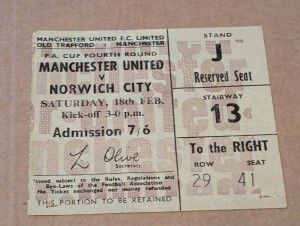 MANCHESTER UNITED F.C. LIMITED
OLD TRAFFORD : MANCHESTER
F.A. CUP FOURTH ROUND
MANCHESTER UNITED
v
NORWICH CITY
SATURDAY, 18th FEB.
Kick-off 3-0 p.m.
Admission 7/6
L Olive
Secretary
Issued subject to the Rules, Regulations and
Bye-Laws of the Football Association
No Ticket exchanged nor money refunded
THIS PORTION TO BE RETAINED
STAND
J
Reserved Seat
STAIRWAY
13
To the RIGHT
ROW SEAT
29 41